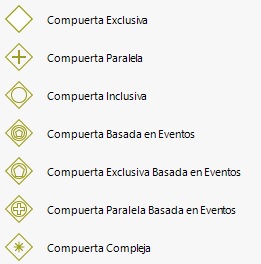 Compuerta Exclusiva
Compuerta Paralela
Compuerta Inclusiva
Compuerta Basada en Eventos
Compuerta Exclusiva Basada en Eventos
Compuerta Paralela Basada en Eventos
Compuerta Compleja